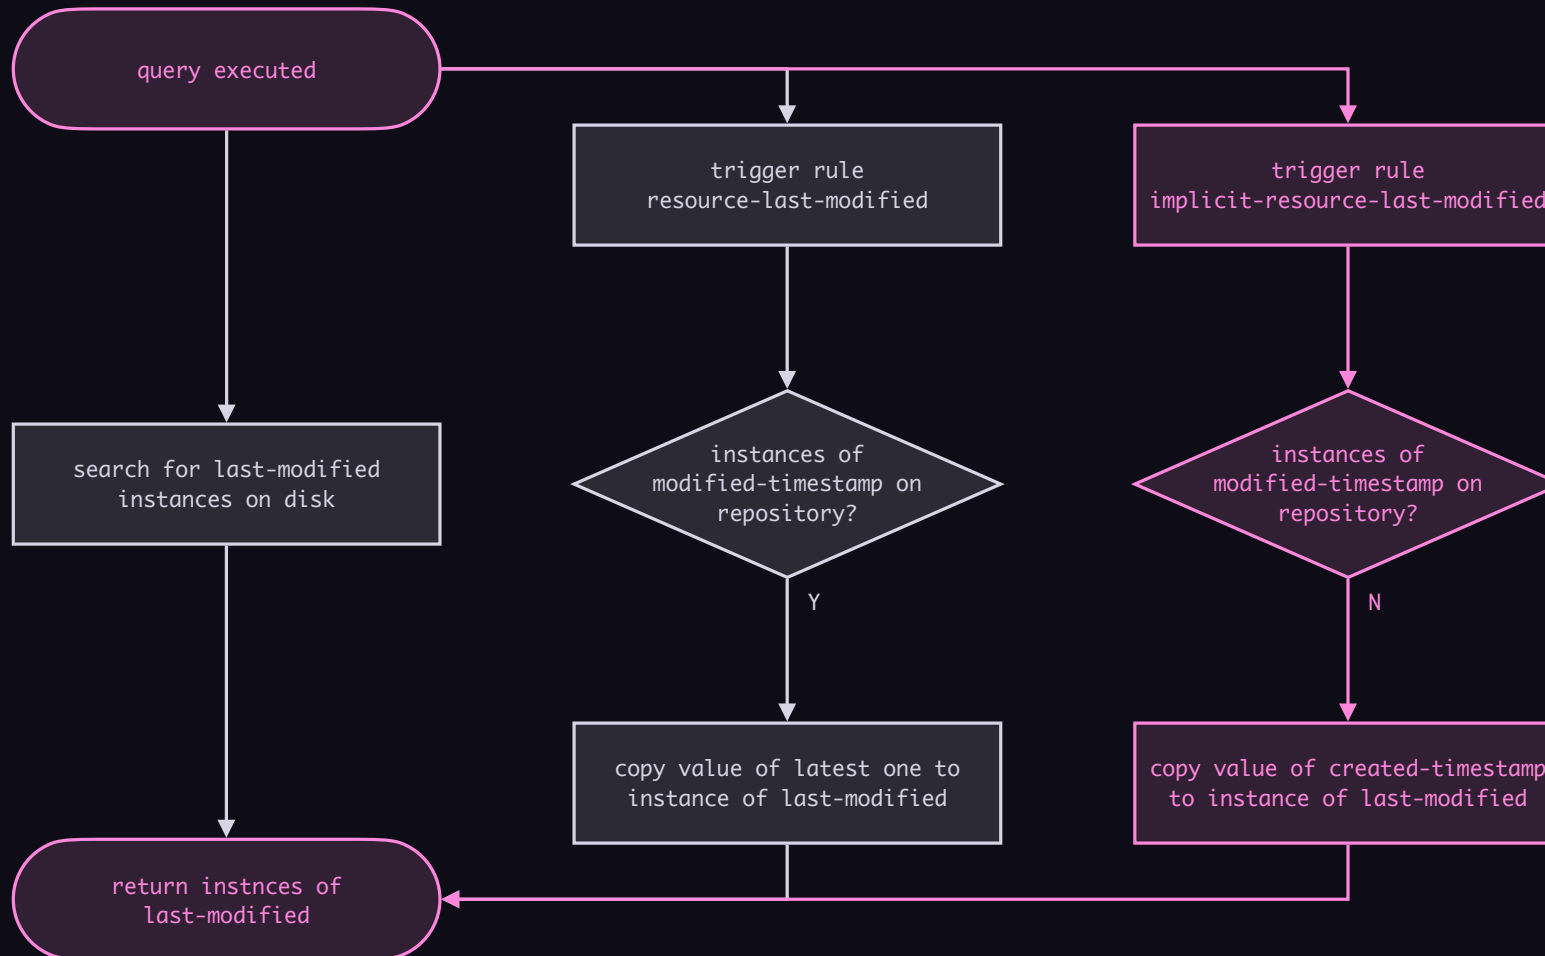 query executed
trigger rule
resource-last-modified
trigger rule
implicit-resource-last-modified
search for last-modified
instances on disk
instances of
modified-timestamp on
repository?
instances of
modified-timestamp on
repository?
Y
N
copy value of latest one to
instance of last-modified
copy value of created-timestamp
to instance of last-modified
return instnces of
last-modified